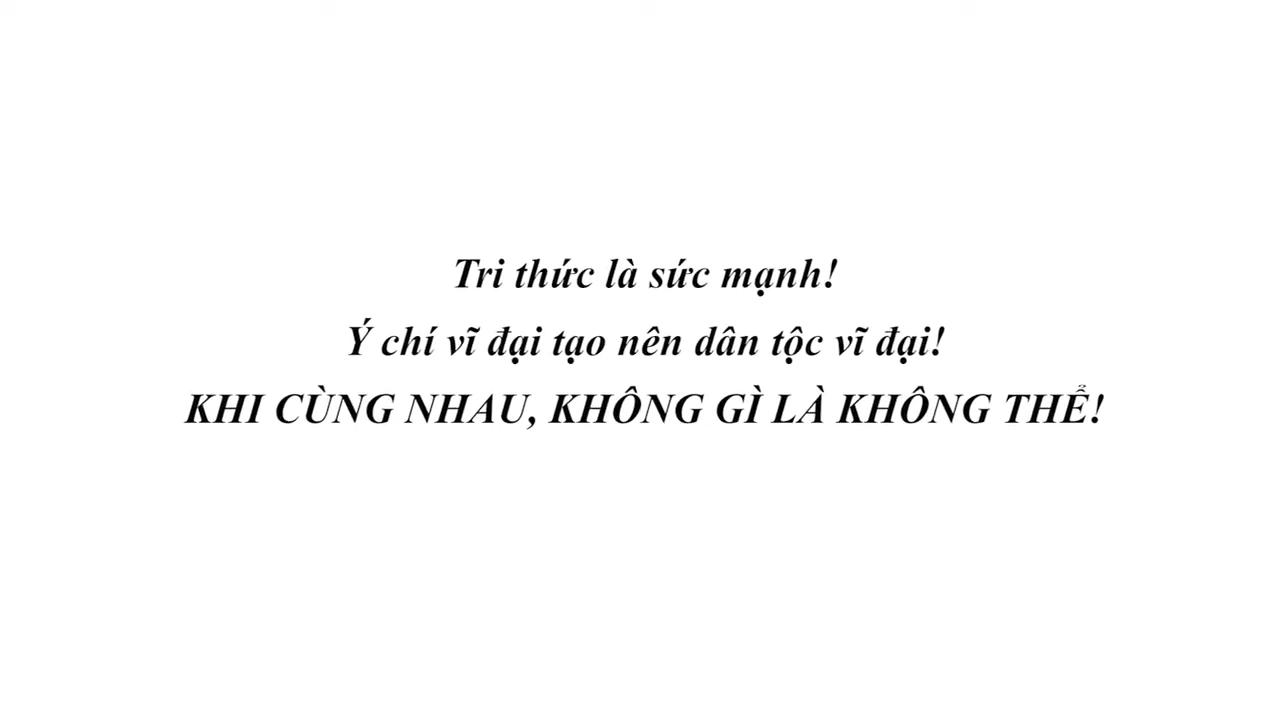 Tri thức là sức mạnh!
Ý chí vĩ đại tạo nên dân tộc vĩ đại!
KHI CÙNG NHAU, KHÔNG GÌ LÀ KHÔNG THỂ!